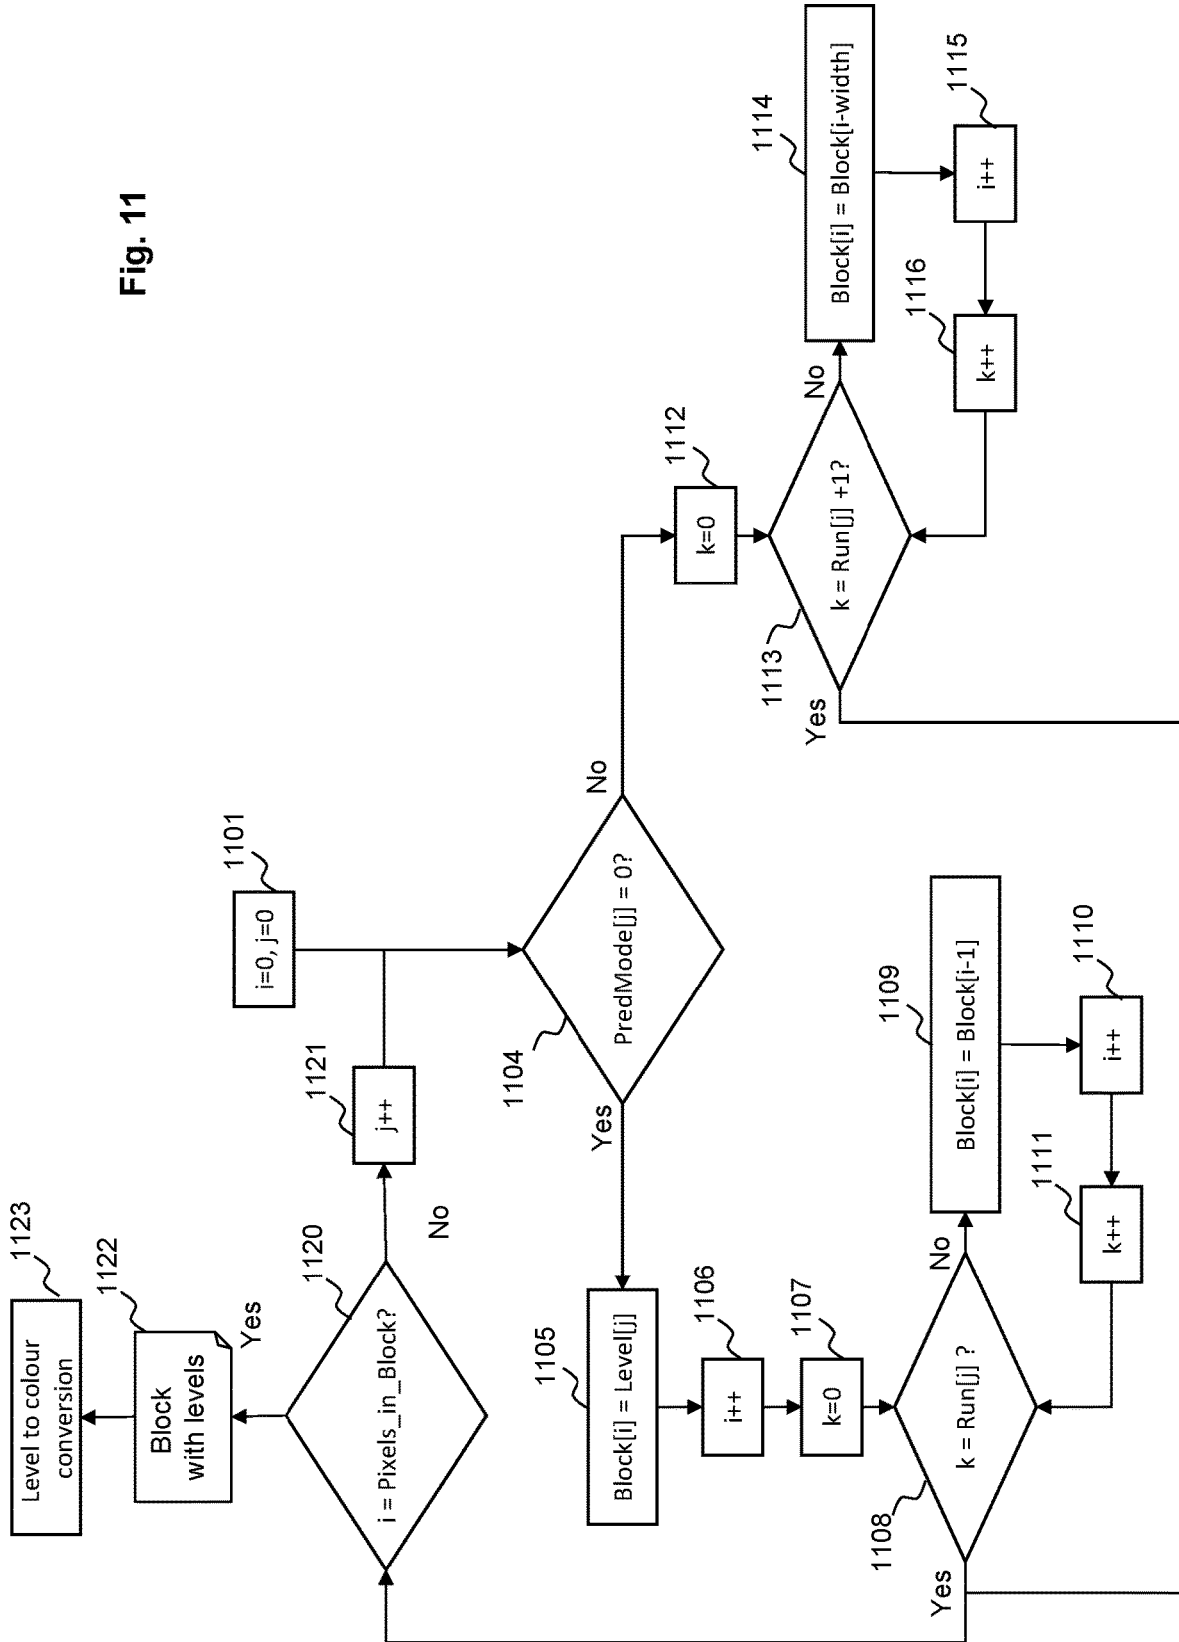 Fig. 11
1101
i=0, j=0
1123
Level to colour
conversion
1122
Block
with levels
Yes
1120
i = Pixels_in_Block?
No
1121
j++
1104
PredMode[j] = 0?
Yes
No
1105
Block[i] = Level[j]
1106
i++
1107
k=0
1108
k = Run[j] ?
Yes
No
1109
Block[i] = Block[i-1]
1110
i++
1111
k++
1112
k=0
1113
k = Run[j] +1?
Yes
No
1114
Block[i] = Block[i-width]
1115
i++
1116
k++